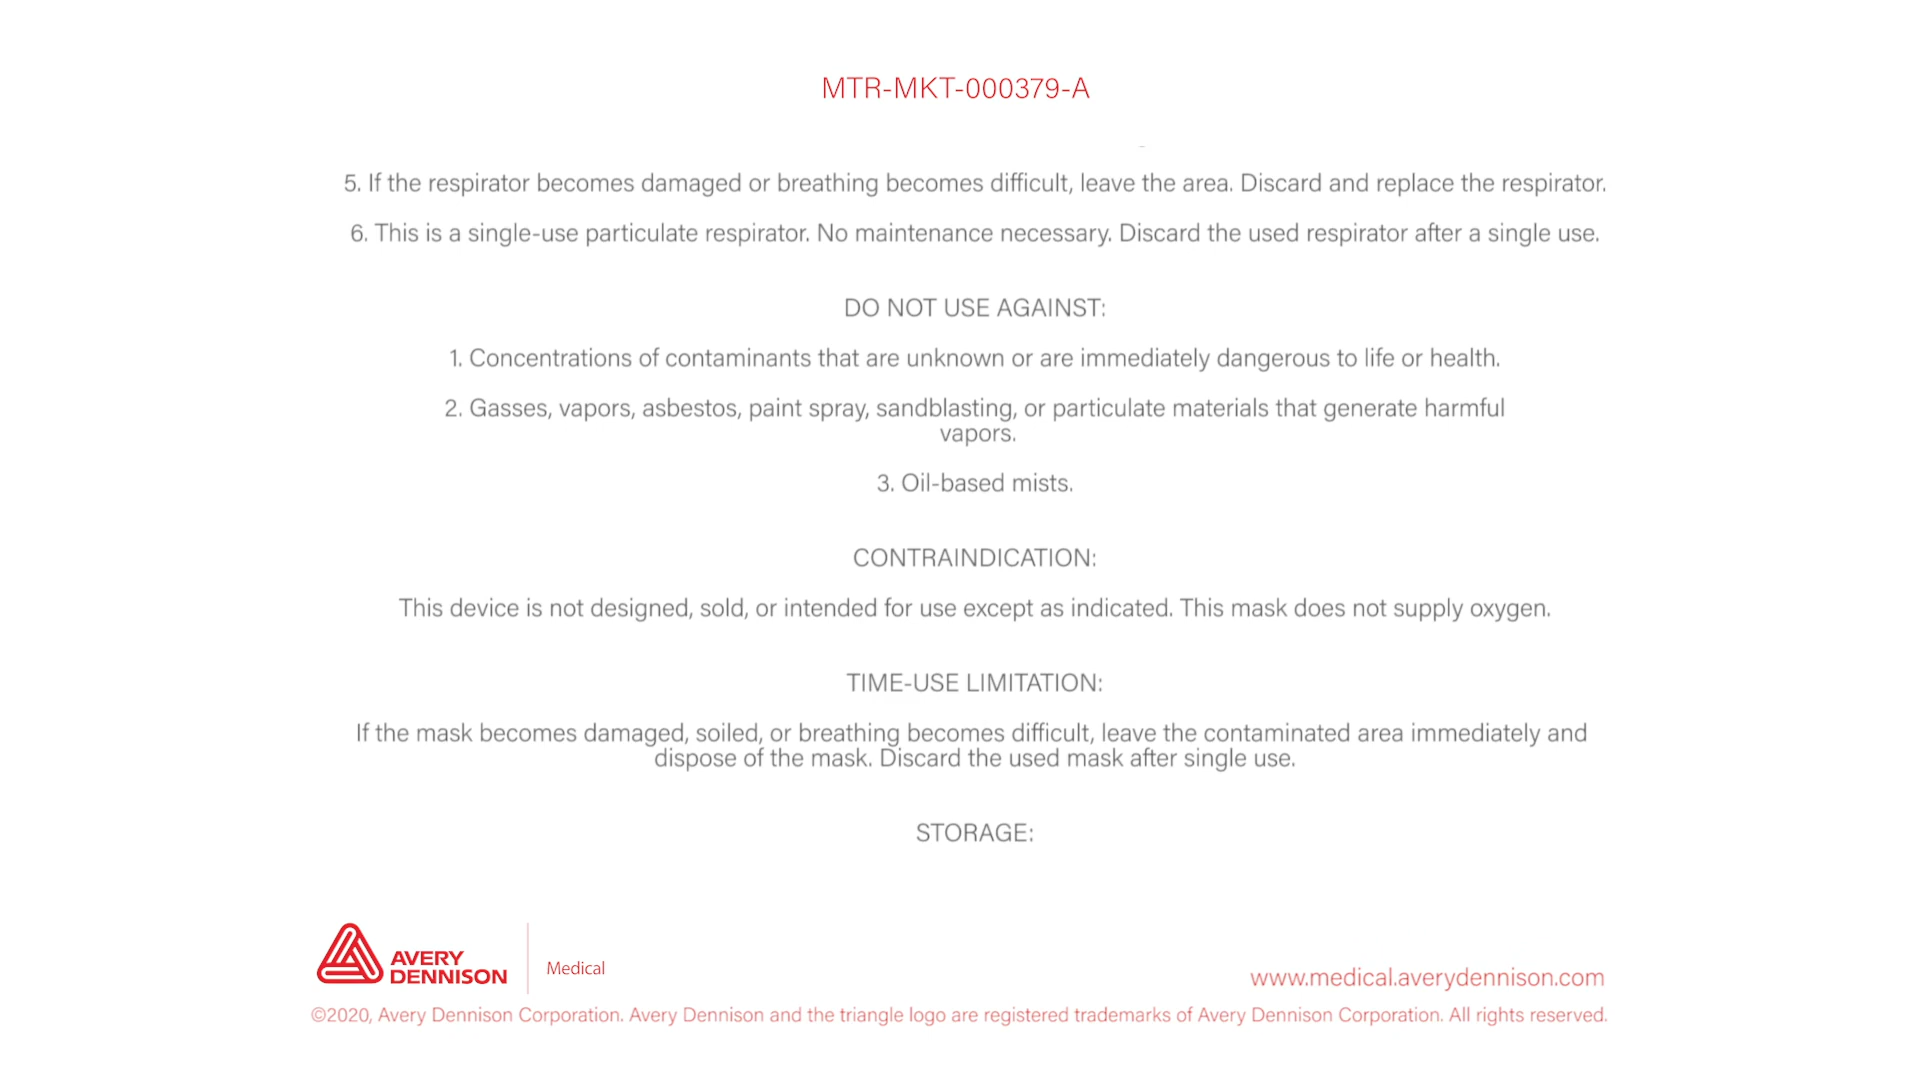 MTR-MKT-000379-A
5. If the respirator becomes damaged or breathing becomes difficult, leave the area. Discard and replace the respirator.
6. This is a single-use particulate respirator. No maintenance necessary. Discard the used respirator after a single use.
DO NOT USE AGAINST:
1. Concentrations of contaminants that are unknown or are immediately dangerous to life or health.
2. Gasses, vapors, asbestos, paint spray, sandblasting, or particulate materials that generate harmful
vapors.
3. Oil-based mists.
CONTRAINDICATION:
This device is not designed, sold, or intended for use except as indicated. This mask does not supply oxygen.
TIME-USE LIMITATION:
If the mask becomes damaged, soiled, or breathing becomes difficult, leave the contaminated area immediately and
dispose of the mask. Discard the used mask after single use.
STORAGE:
AVERY
DENNISON
Medical
www.medical.averydennison.com
©2020, Avery Dennison Corporation. Avery Dennison and the triangle logo are registered trademarks of Avery Dennison Corporation. All rights reserved.